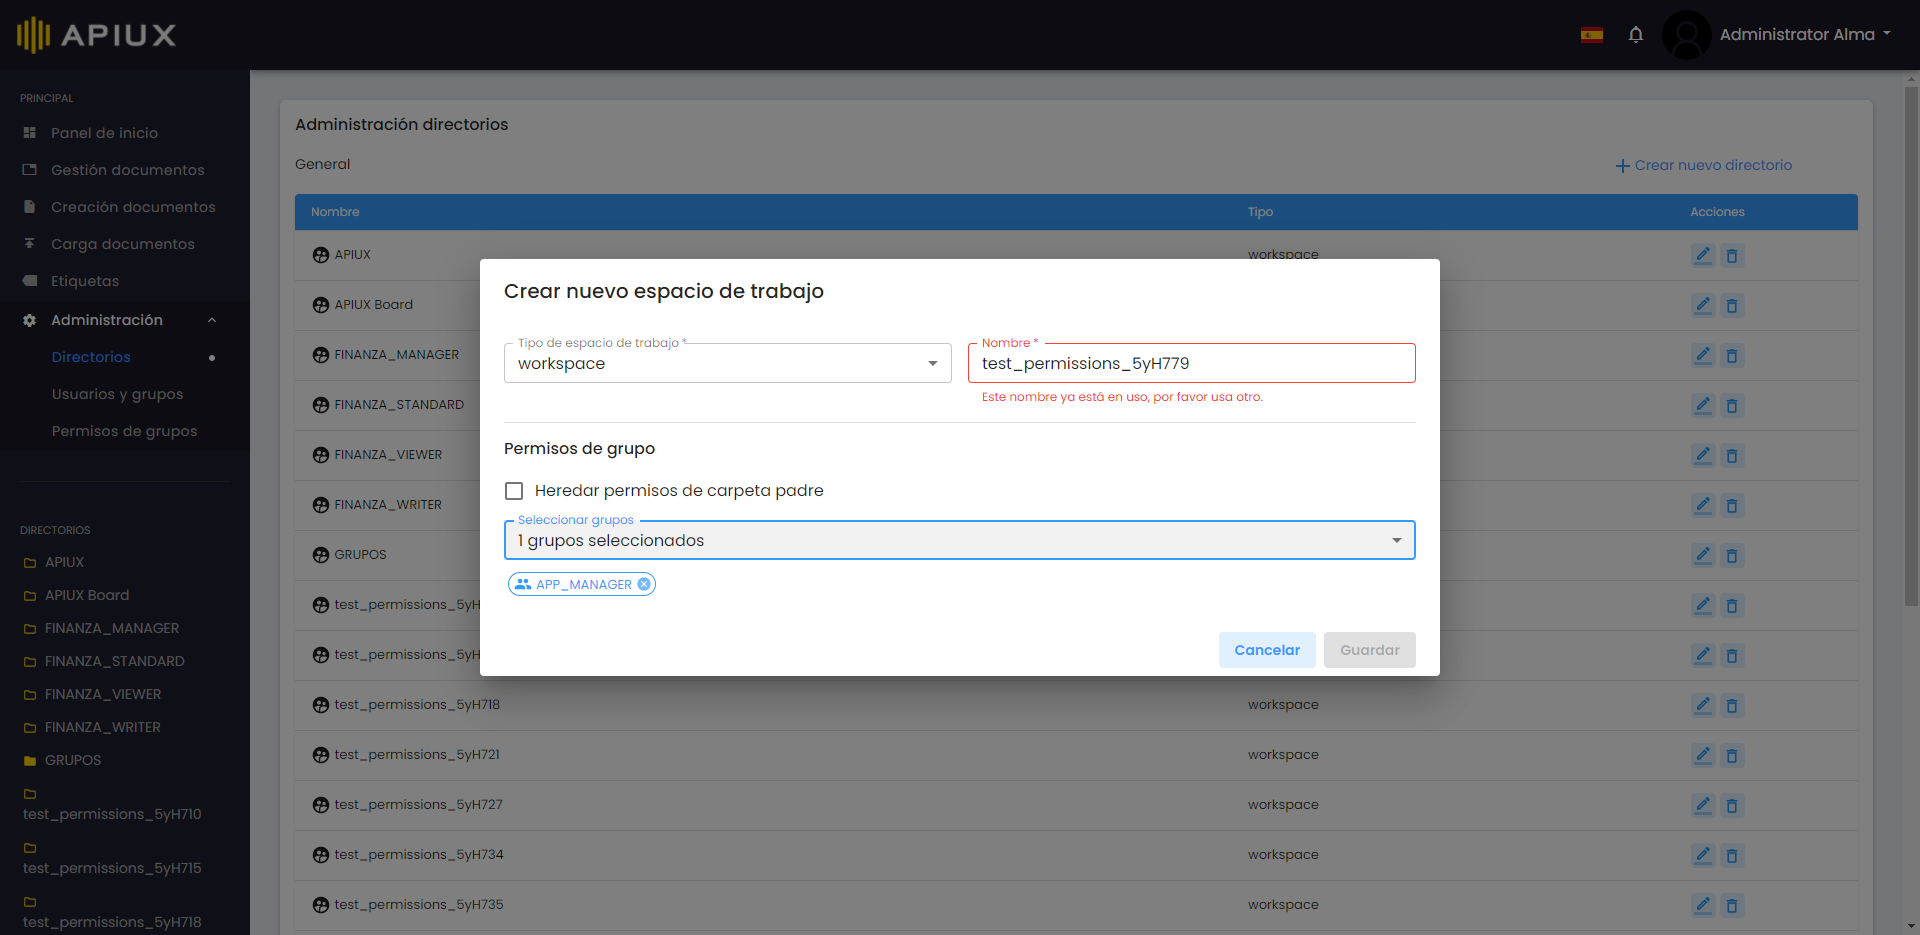 APIUX
Administrator Alma
PRINCIPAL
Panel de inicio
Gestión documentos
Creación documentos
Carga documentos
Etiquetas
Administración
Directorios
Usuarios y grupos
Permisos de grupos
DIRECTORIOS
APIUX
APIUX Board
FINANZA_MANAGER
FINANZA_STANDARD
FINANZA_VIEWER
FINANZA_WRITER
GRUPOS
test_permissions_5yH710
test_permissions_5yH715
test_permissions_5yH718
Administración directorios
General
Crear nuevo directorio
Nombre Tipo Acciones
APIUX workspace
APIUX Board
FINANZA_MANAGER
FINANZA_STANDARD
FINANZA_VIEWER
FINANZA_WRITER
GRUPOS
test_permissions_5yH
test_permissions_5yH
test_permissions_5yH718 workspace
test_permissions_5yH721 workspace
test_permissions_5yH727 workspace
test_permissions_5yH734 workspace
test_permissions_5yH735 workspace
Crear nuevo espacio de trabajo
Tipo de espacio de trabajo *
workspace
Nombre *
test_permissions_5yH779
Este nombre ya está en uso, por favor usa otro.
Permisos de grupo
Heredar permisos de carpeta padre
Seleccionar grupos
1 grupos seleccionados
APP_MANAGER
Cancelar Guardar